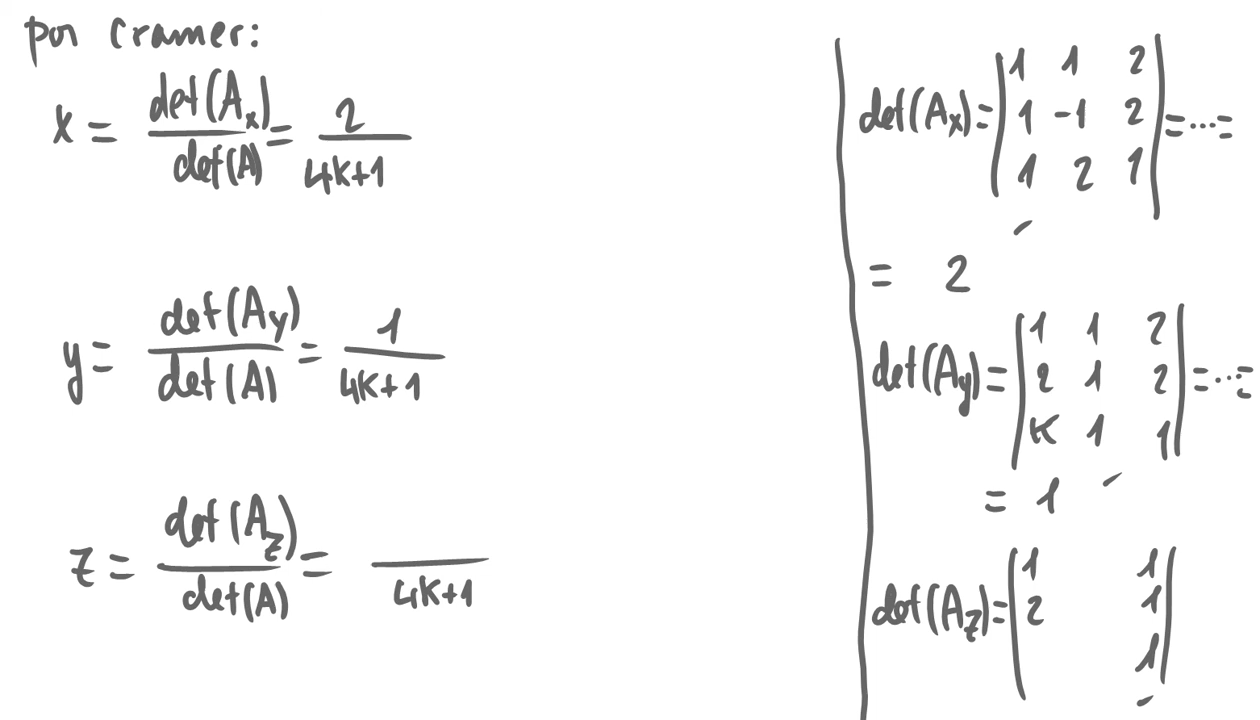 por Cramer:
x = det(Ax)/det(A) = 2/4K+1
y = det(Ay)/det(A) = 1/4K+1
z = det(Az)/det(A) = /4K+1
det(Ax)= |1 1 2
1 -1 2
1 2 1| =...=
= 2
det(Ay)= |1 1 2
2 1 2
K 1 1| =...=
= 1
det(Az)= |1 1
2 1
1|